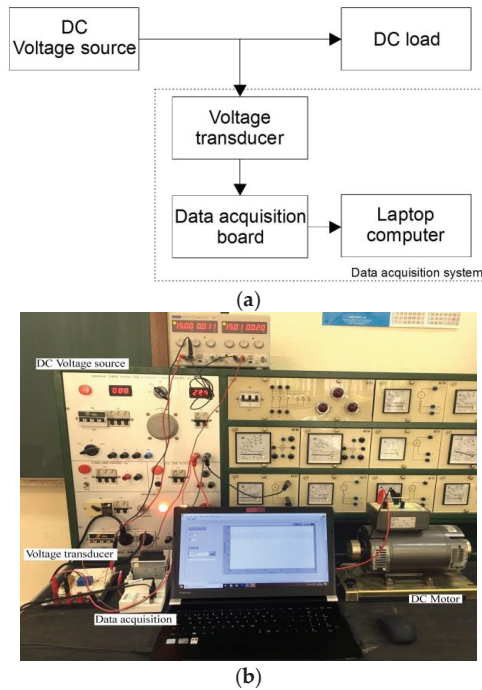 DC
Voltage source
DC load
Voltage
transducer
Data acquisition
board
Laptop
computer
Data acquisition system
(a)
DC Voltage source
Voltage transducer
Data acquisition
DC Motor
(b)